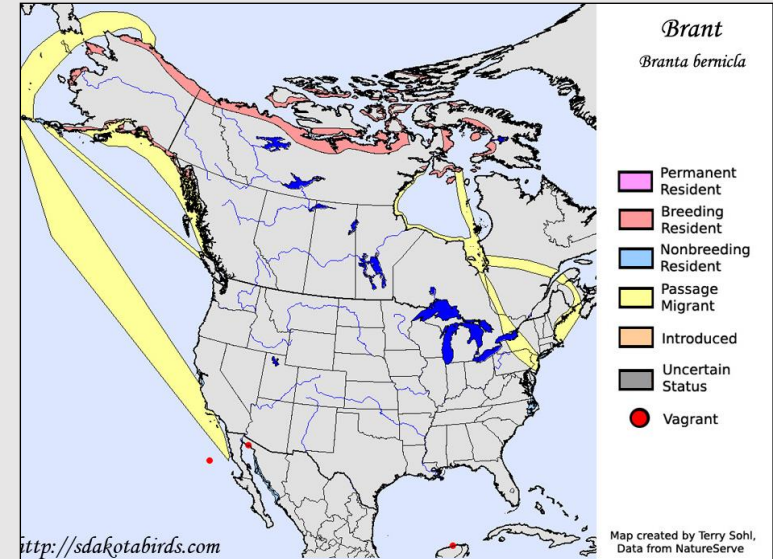 Brant
Branta bernicla
Permanent
Resident
Breeding
Resident
Nonbreeding
Resident
Passage
Migrant
Introduced
Uncertain
Status
Vagrant
Map created by Terry Sohl,
Data from NatureServe
ttp://sdakotabirds.com